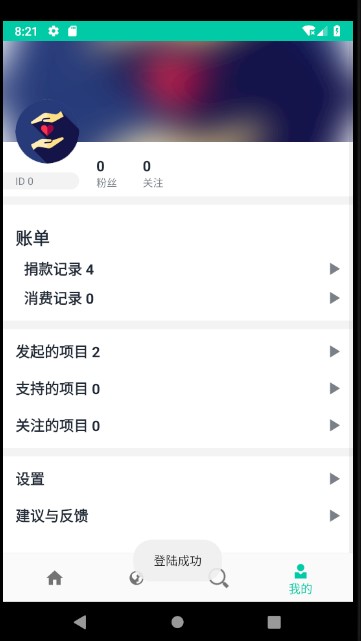 8:21
ID 0
0 0
粉丝 关注
账单
捐款记录 4
消费记录 0
发起的项目 2
支持的项目 0
关注的项目 0
设置
建议与反馈
登陆成功
我的